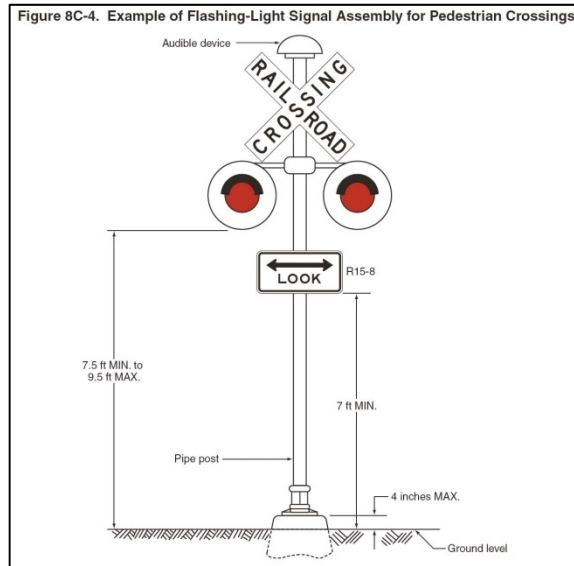 Figure 8C-4. Example of Flashing-Light Signal Assembly for Pedestrian Crossings
Audible device
RAIL ROAD
CROSSING
LOOK
R15-8
7.5 ft MIN. to
9.5 ft MAX.
7 ft MIN.
Pipe post
4 inches MAX.
Ground level